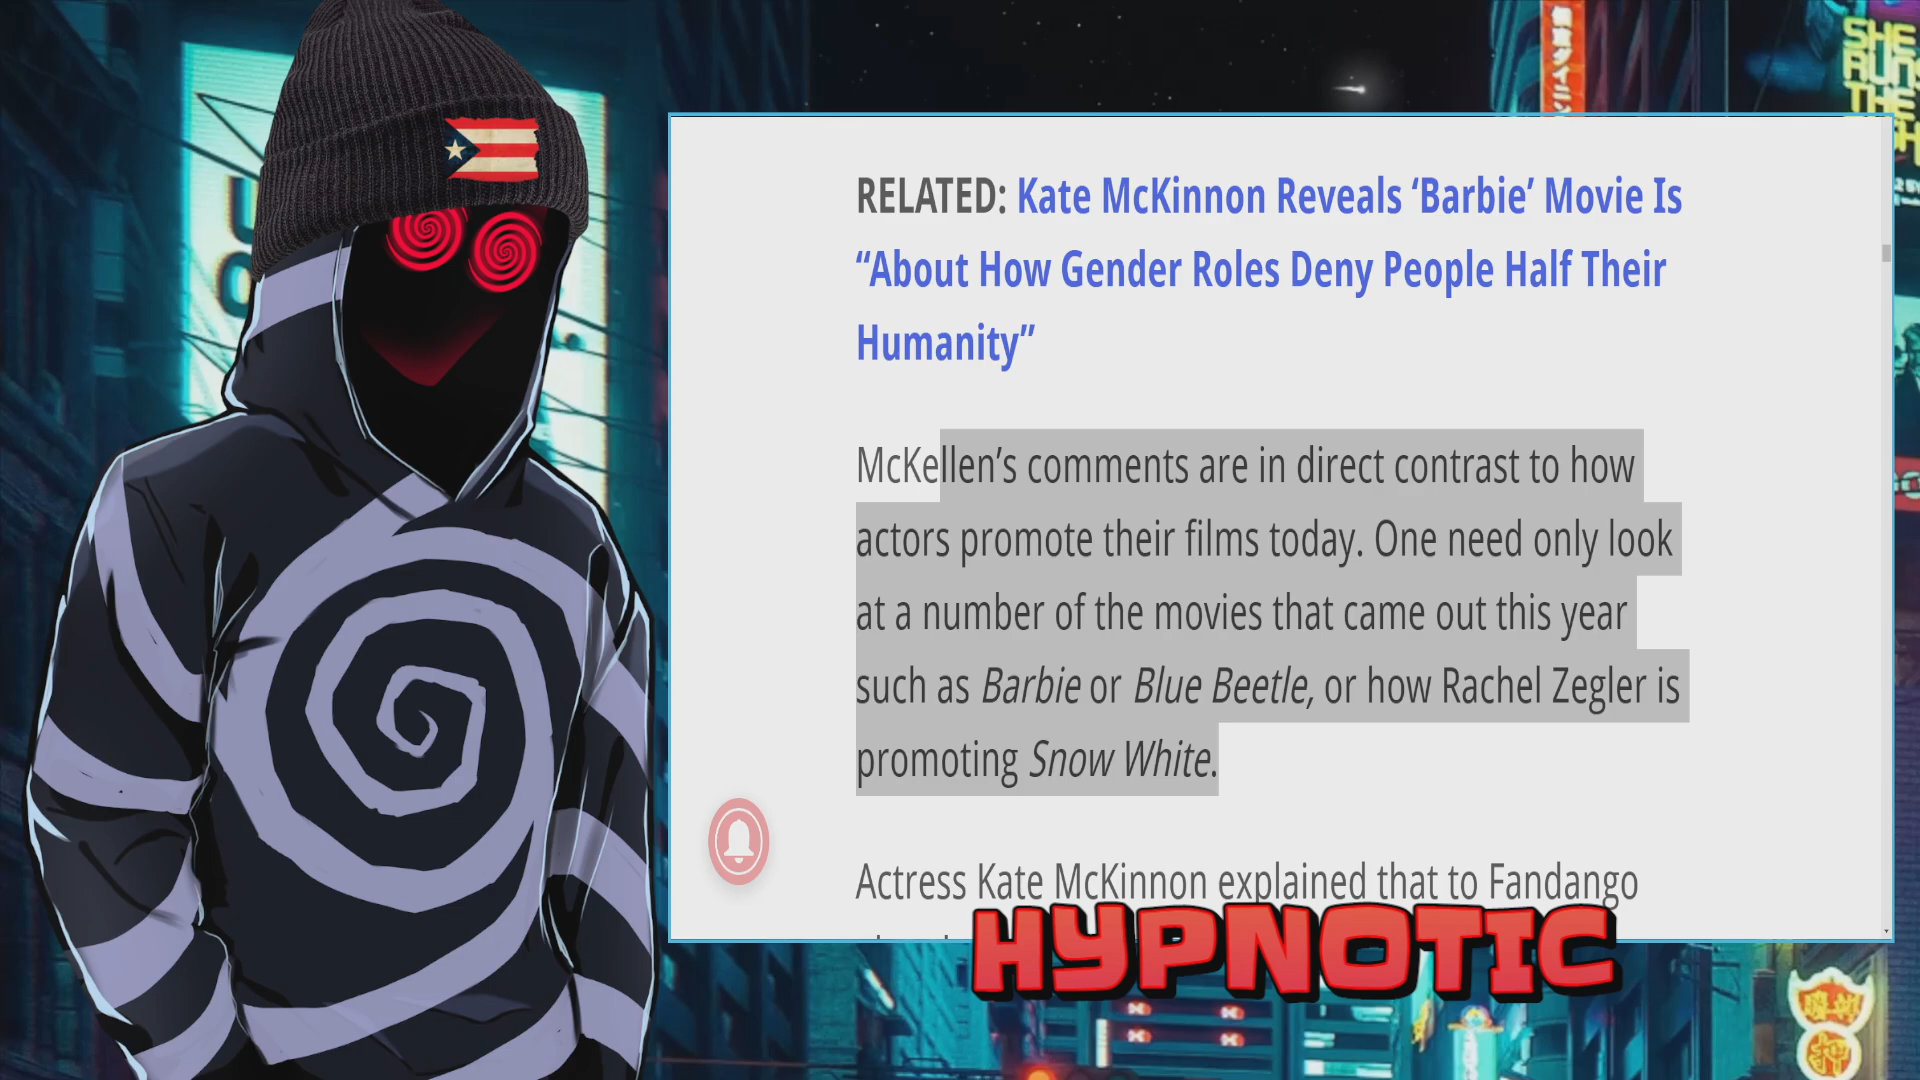 RELATED: Kate McKinnon Reveals ‘Barbie’ Movie Is
“About How Gender Roles Deny People Half Their
Humanity”
McKellen’s comments are in direct contrast to how
actors promote their films today. One need only look
at a number of the movies that came out this year
such as Barbie or Blue Beetle, or how Rachel Zegler is
promoting Snow White.
Actress Kate McKinnon explained that to Fandango
HYPNOTIC
SHE
RUNS
THE